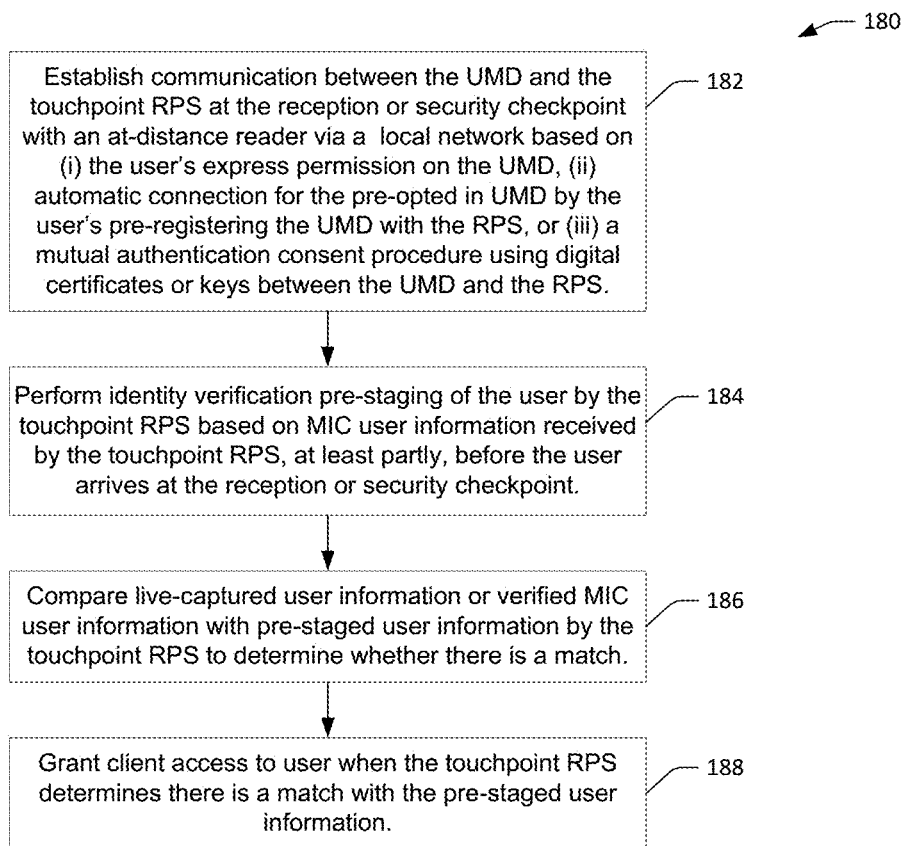 180
Establish communication between the UMD and the
touchpoint RPS at the reception or security checkpoint
with an at-distance reader via a local network based on
(i) the user's express permission on the UMD, (ii)
automatic connection for the pre-opted in UMD by the
user's pre-registering the UMD with the RPS, or (iii) a
mutual authentication consent procedure using digital
certificates or keys between the UMD and the RPS.
182
Perform identity verification pre-staging of the user by the
touchpoint RPS based on MIC user information received
by the touchpoint RPS, at least partly, before the user
arrives at the reception or security checkpoint.
184
Compare live-captured user information or verified MIC
user information with pre-staged user information by the
touchpoint RPS to determine whether there is a match.
186
Grant client access to user when the touchpoint RPS
determines there is a match with the pre-staged user
information.
188